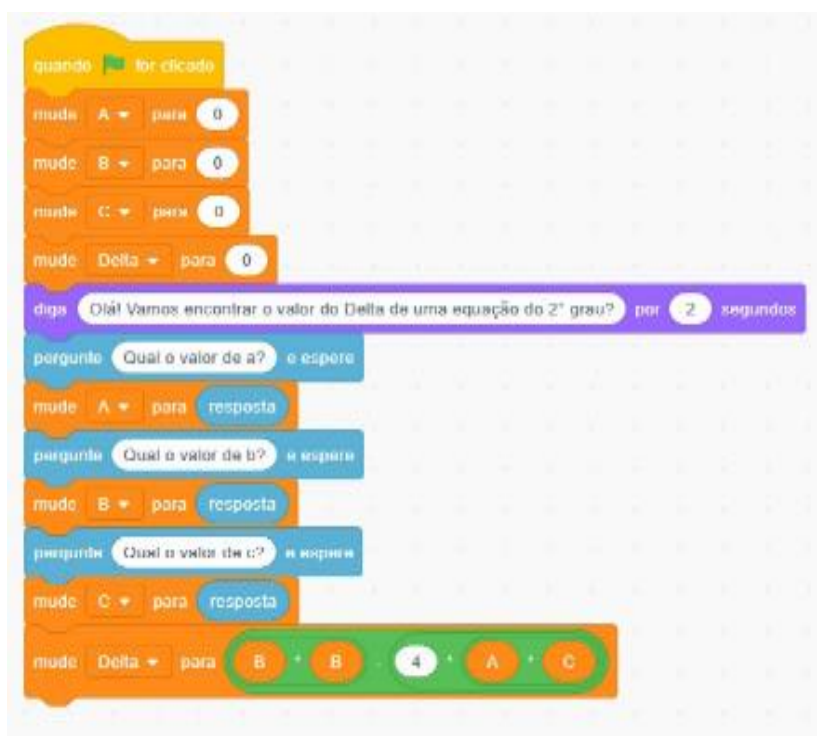 quando for clicado
mude A para 0
mude B para 0
mude C para 0
mude Delta para 0
diga Olá! Vamos encontrar o valor do Delta de uma equação do 2° grau? por 2 segundos
pergunte Qual o valor de a? e espere
mude A para resposta
pergunte Qual o valor de b? e espere
mude B para resposta
pergunte Qual o valor de c? e espere
mude C para resposta
mude Delta para B * B - 4 * A * C